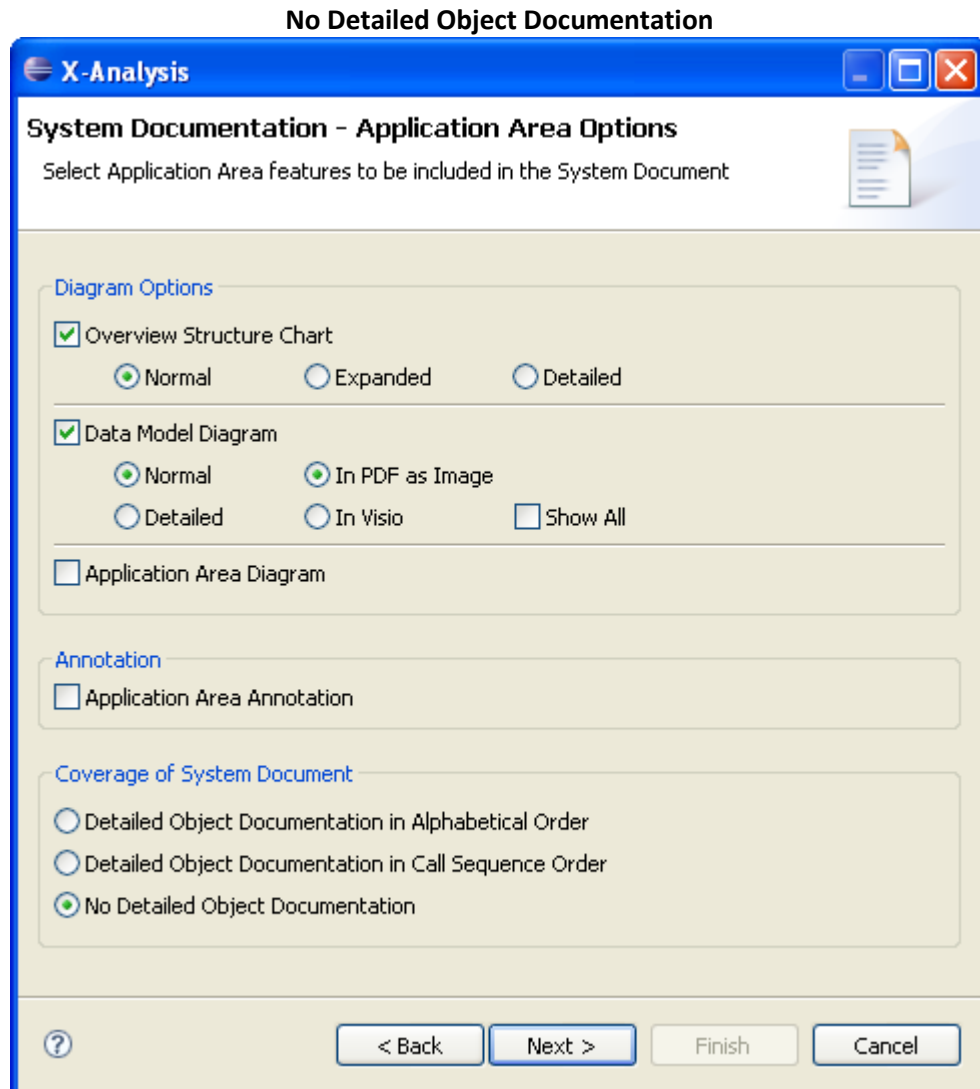 No Detailed Object Documentation
X-Analysis
System Documentation - Application Area Options
Select Application Area features to be included in the System Document
Diagram Options
Overview Structure Chart
Normal Expanded Detailed
Data Model Diagram
Normal In PDF as Image
Detailed In Visio Show All
Application Area Diagram
Annotation
Application Area Annotation
Coverage of System Document
Detailed Object Documentation in Alphabetical Order
Detailed Object Documentation in Call Sequence Order
No Detailed Object Documentation
? < Back Next > Finish Cancel